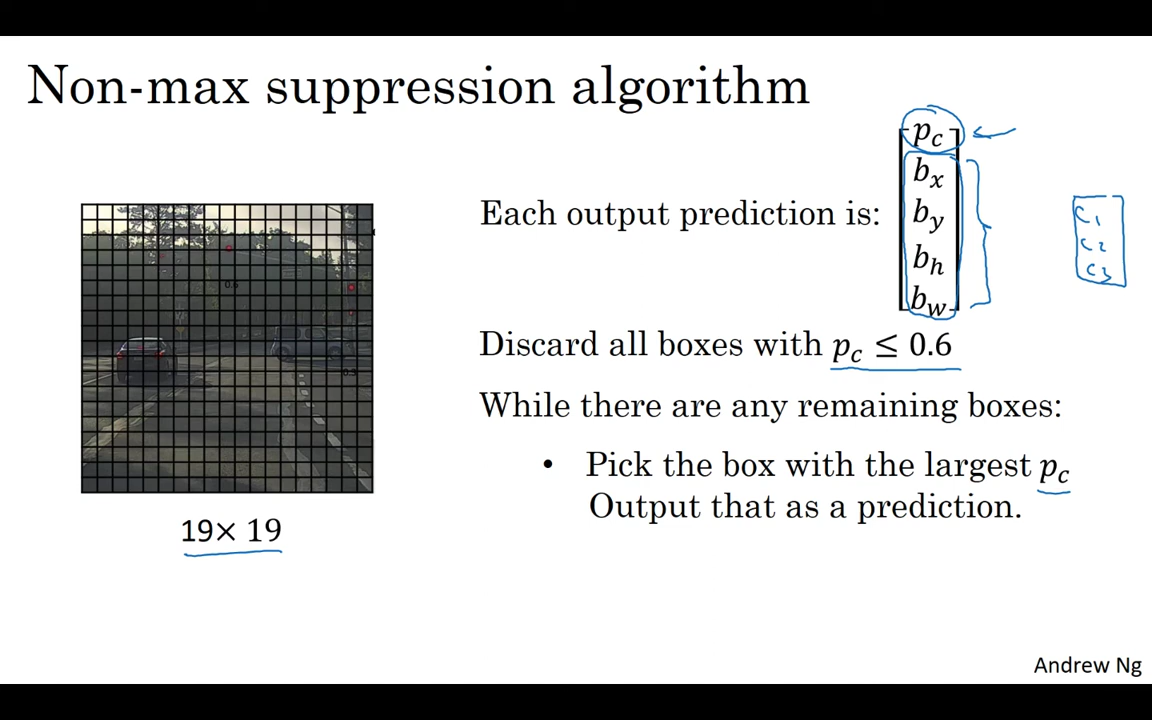 Non-max suppression algorithm
Each output prediction is:
p_c
b_x
b_y
b_h
b_w
c_1
c_2
c_3
0.6
Discard all boxes with p_c ≤ 0.6
While there are any remaining boxes:
• Pick the box with the largest p_c
Output that as a prediction.
19× 19
Andrew Ng